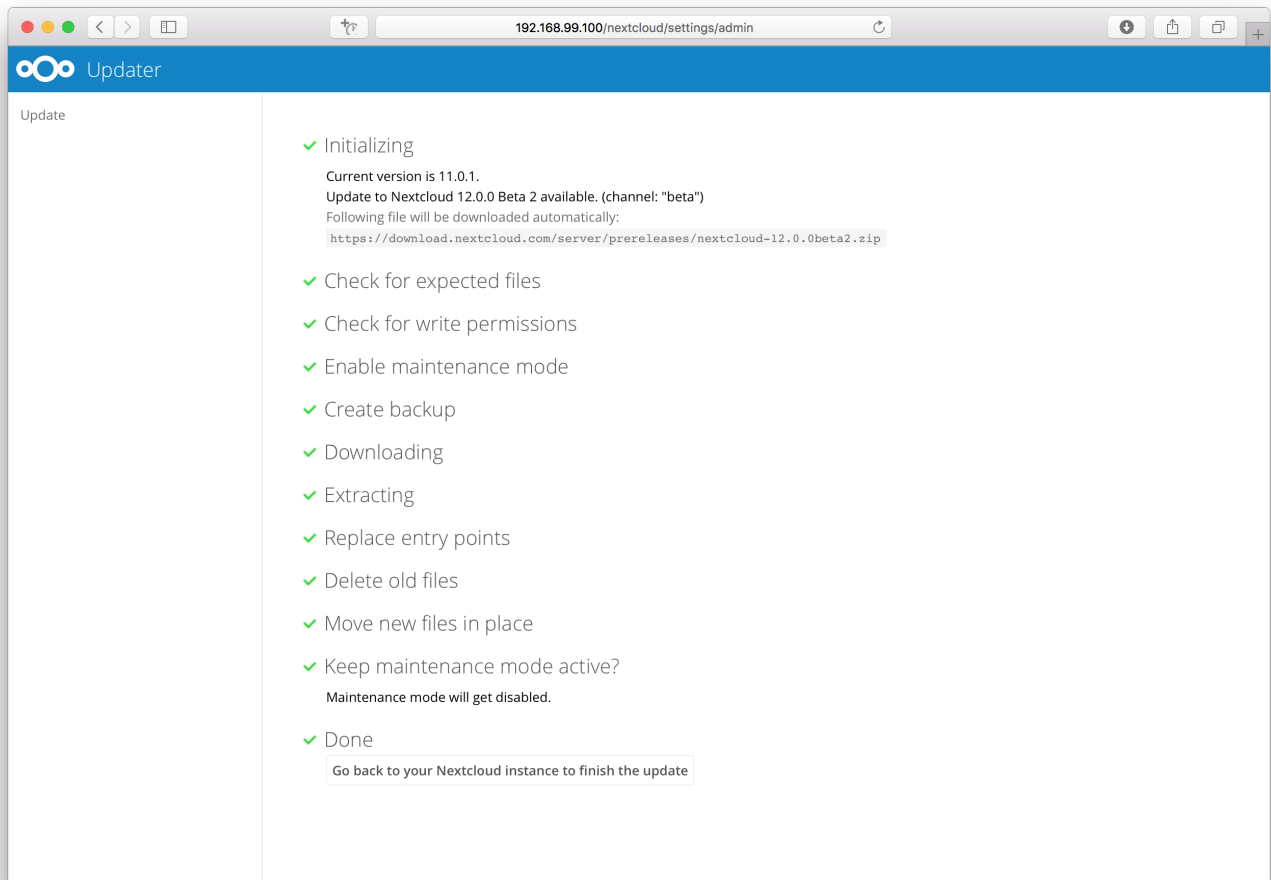 192.168.99.100/nextcloud/settings/admin
Updater
Update
Initializing
Current version is 11.0.1.
Update to Nextcloud 12.0.0 Beta 2 available. (channel: "beta")
Following file will be downloaded automatically:
https://download.nextcloud.com/server/prereleases/nextcloud-12.0.0beta2.zip
Check for expected files
Check for write permissions
Enable maintenance mode
Create backup
Downloading
Extracting
Replace entry points
Delete old files
Move new files in place
Keep maintenance mode active?
Maintenance mode will get disabled.
Done
Go back to your Nextcloud instance to finish the update